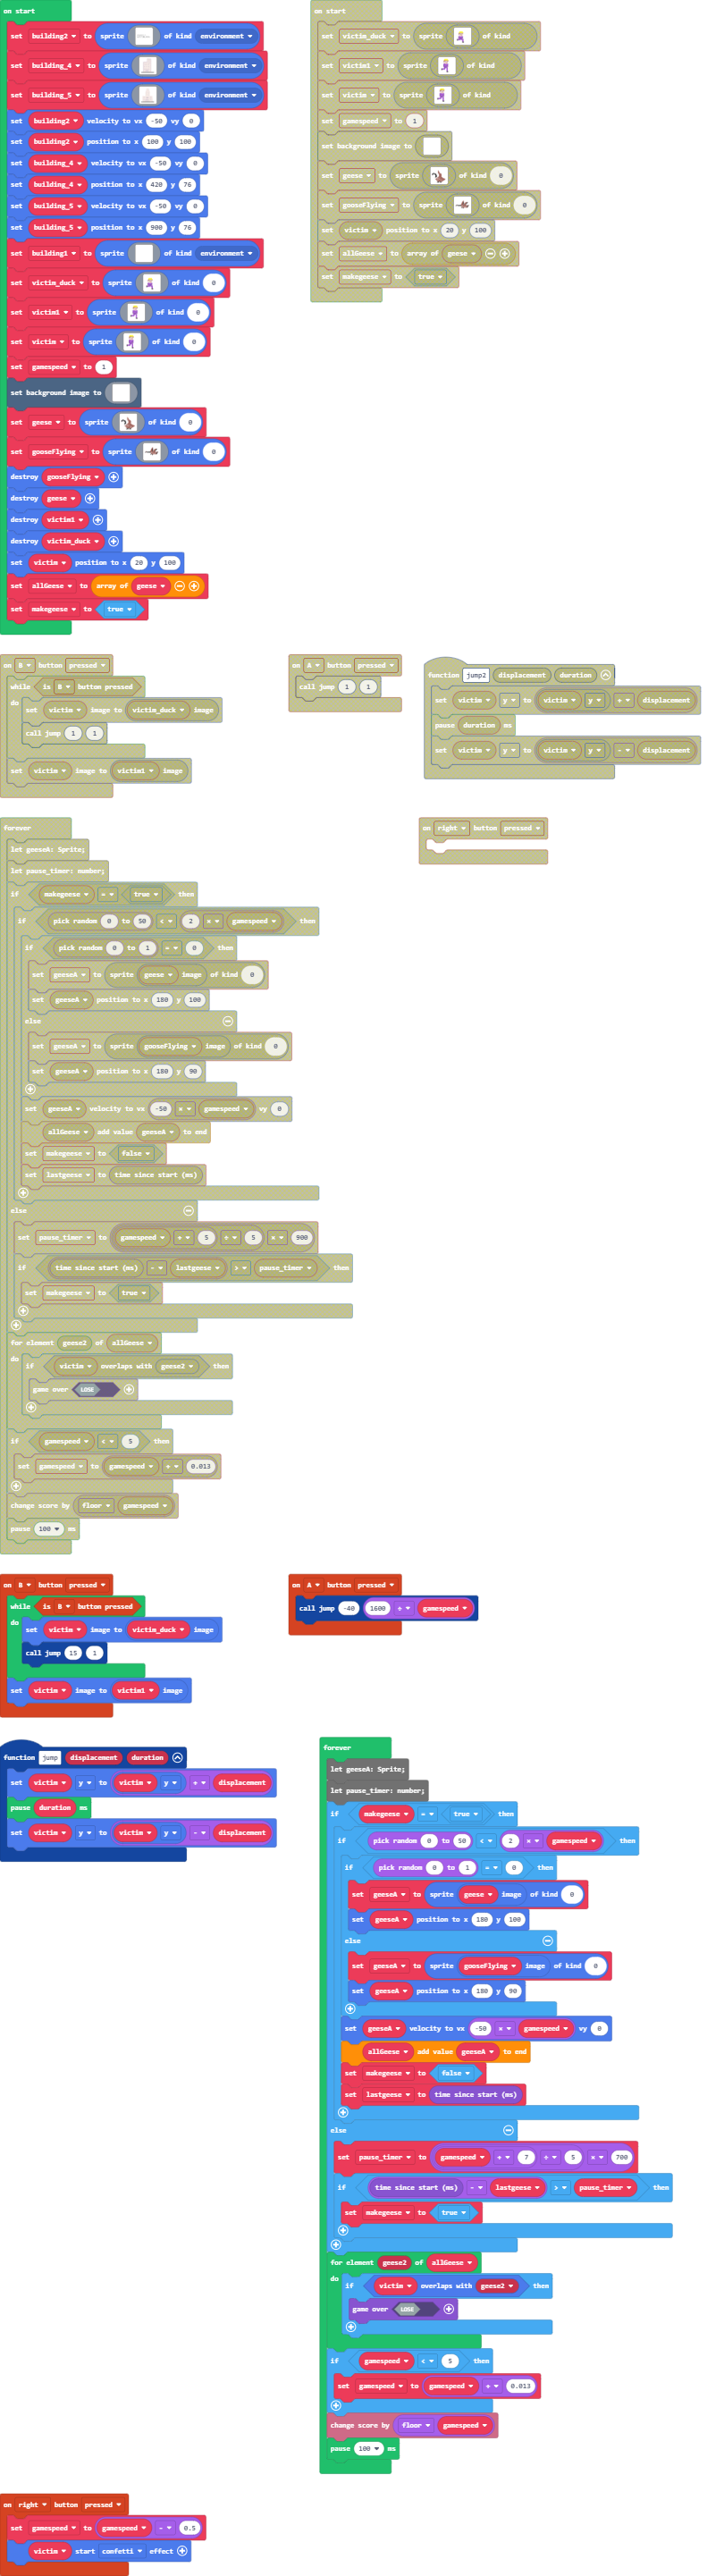 on start
set building2 to sprite of kind environment
set building_4 to sprite of kind environment
set building_5 to sprite of kind environment
set building2 velocity to vx -50 vy 0
set building2 position to x 100 y 100
set building_4 velocity to vx -50 vy 0
set building_4 position to x 420 y 76
set building_5 velocity to vx -50 vy 0
set building_5 position to x 900 y 76
set building1 to sprite of kind environment
set victim_duck to sprite of kind 0
set victim1 to sprite of kind 0
set victim to sprite of kind 0
set gamespeed to 1
set background image to
set geese to sprite of kind 0
set gooseFlying to sprite of kind 0
destroy gooseFlying
destroy geese
destroy victim1
destroy victim_duck
set victim position to x 20 y 100
set allGeese to array of geese
set makegeese to true
on start
set victim_duck to sprite of kind
set victim1 to sprite of kind
set victim to sprite of kind
set gamespeed to 1
set background image to
set geese to sprite of kind 0
set gooseFlying to sprite of kind 0
set victim position to x 20 y 100
set allGeese to array of geese
set makegeese to true
on B button pressed
while is B button pressed
do set victim image to victim_duck image
call jump 1 1
set victim image to victim1 image
on A button pressed
call jump 1 1
function jump2 displacement duration
set victim y to victim y + displacement
pause duration ms
set victim y to victim y - displacement
forever
let geeseA: Sprite;
let pause_timer: number;
if makegeese = true then
if pick random 0 to 50 < 2 × gamespeed then
if pick random 0 to 1 = 0 then
set geeseA to sprite geese image of kind 0
set geeseA position to x 180 y 100
else
set geeseA to sprite gooseFlying image of kind 0
set geeseA position to x 180 y 90
set geeseA velocity to vx -50 × gamespeed vy 0
allGeese add value geeseA to end
set makegeese to false
set lastgeese to time since start (ms)
else
set pause_timer to gamespeed ÷ 5 ÷ 5 × 900
if time since start (ms) - lastgeese > pause_timer then
set makegeese to true
for element geese2 of allGeese
do if victim overlaps with geese2 then
game over LOSE
if gamespeed < 5 then
set gamespeed to gamespeed + 0.013
change score by floor gamespeed
pause 100 ms
on right button pressed
on B button pressed
while is B button pressed
do set victim image to victim_duck image
call jump 15 1
set victim image to victim1 image
on A button pressed
call jump -40 1600 ÷ gamespeed
function jump displacement duration
set victim y to victim y + displacement
pause duration ms
set victim y to victim y - displacement
forever
let geeseA: Sprite;
let pause_timer: number;
if makegeese = true then
if pick random 0 to 50 < 2 × gamespeed then
if pick random 0 to 1 = 0 then
set geeseA to sprite geese image of kind 0
set geeseA position to x 180 y 100
else
set geeseA to sprite gooseFlying image of kind 0
set geeseA position to x 180 y 90
set geeseA velocity to vx -50 × gamespeed vy 0
allGeese add value geeseA to end
set makegeese to false
set lastgeese to time since start (ms)
else
set pause_timer to gamespeed ÷ 7 ÷ 5 × 700
if time since start (ms) - lastgeese > pause_timer then
set makegeese to true
for element geese2 of allGeese
do if victim overlaps with geese2 then
game over LOSE
if gamespeed < 5 then
set gamespeed to gamespeed + 0.013
change score by floor gamespeed
pause 100 ms
on right button pressed
set gamespeed to gamespeed - 0.5
victim start confetti effect